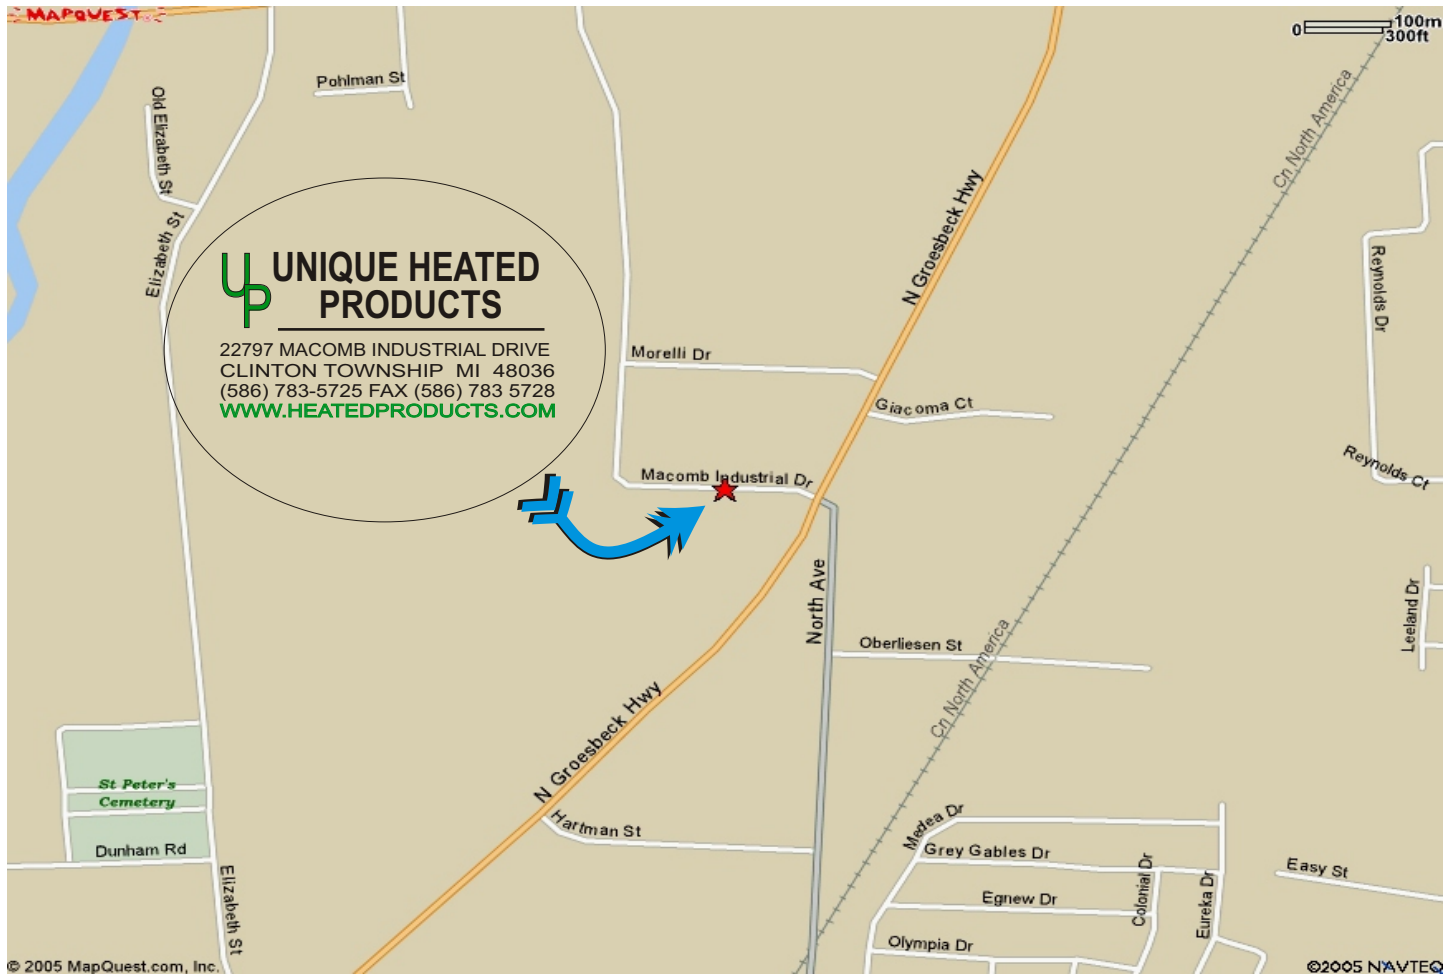 MAPQUEST
0 100m
300ft
Pohlman St
Old Elizabeth St
Elizabeth St
Cn North America
N Groesbeck Hwy
Reynolds Dr
UP
UNIQUE HEATED
PRODUCTS
22797 MACOMB INDUSTRIAL DRIVE
CLINTON TOWNSHIP MI 48036
(586) 783-5725 FAX (586) 783 5728
WWW.HEATEDPRODUCTS.COM
Morelli Dr
Giacoma Ct
Reynolds Ct
Macomb Industrial Dr
North Ave
Leeland Dr
Oberliesen St
Cn North America
N Groesbeck Hwy
St Peter's
Cemetery
Hartman St
Dunham Rd
Medea Dr
Grey Gables Dr
Colonial Dr
Eureka Dr
Easy St
Egnew Dr
Elizabeth St
Olympia Dr
© 2005 MapQuest.com, Inc.
©2005 NAVTEQ